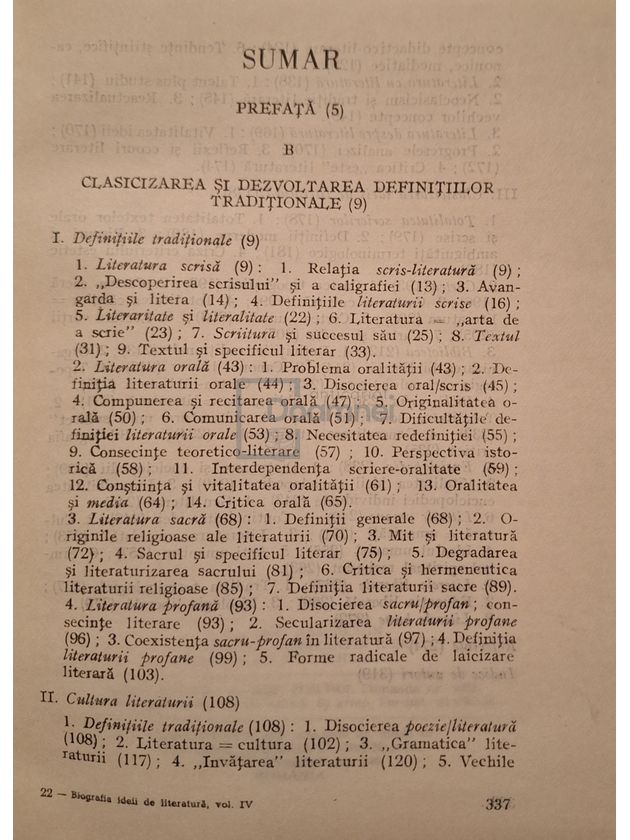 SUMAR
PREFAȚĂ (5)
B
CLASICIZAREA ȘI DEZVOLTAREA DEFINIȚIILOR
TRADIȚIONALE (9)
I. Definițiile tradiționale (9)
1. Literatura scrisă (9) : 1. Relația scris-literatură (9) ;
2. „Descoperirea scrisului” și a caligrafiei (13) ; 3. Avan-
garda și litera (14) ; 4. Definițiile literaturii scrise (16) ;
5. Literaritate și literalitate (22) ; 6. Literatura = „arta de
a scrie” (23) ; 7. Scriitura și succesul său (25) ; 8. Textul
(31) ; 9. Textul și specificul literar (33).
2. Literatura orală (43) : 1. Problema oralității (43) ; 2. De-
finiția literaturii orale (44) ; 3. Disocierea oral/scris (45) ;
4. Compunerea și recitarea orală (47) ; 5. Originalitatea o-
rală (50) ; 6. Comunicarea orală (51) ; 7. Dificultățile de-
finiției literaturii orale (53) ; 8. Necesitatea redefiniției (55) ;
9. Consecințe teoretico-literare (57) ; 10. Perspectiva isto-
rică (58) ; 11. Interdependența scriere-oralitate (59) ;
12. Conștiința și vitalitatea oralității (61) ; 13. Oralitatea
și media (64) ; 14. Critica orală (65).
3. Literatura sacră (68) : 1. Definiții generale (68) ; 2. O-
riginile religioase ale literaturii (70) ; 3. Mit și literatură
(72) ; 4. Sacrul și specificul literar (75) ; 5. Degradarea
și literaturizarea sacrului (81) ; 6. Critica și hermeneutica
literaturii religioase (85) ; 7. Definiția literaturii sacre (89).
4. Literatura profană (93) : 1. Disocierea sacru/profan ; con-
secințe literare (93) ; 2. Secularizarea literaturii profane
(96) ; 3. Coexistența sacru-profan în literatură (97) ; 4. Definiția
literaturii profane (99) ; 5. Forme radicale de laicizare
literară (103).
II. Cultura literaturii (108)
1. Definițiile tradiționale (108) : 1. Disocierea poezie/literatură
(108) ; 2. Literatura = cultura (102) ; 3. „Gramatica” lite-
raturii (117) ; 4. „Învățarea” literaturii (120) ; 5. Vechile
22 — Biografia ideii de literatură, vol. IV
337